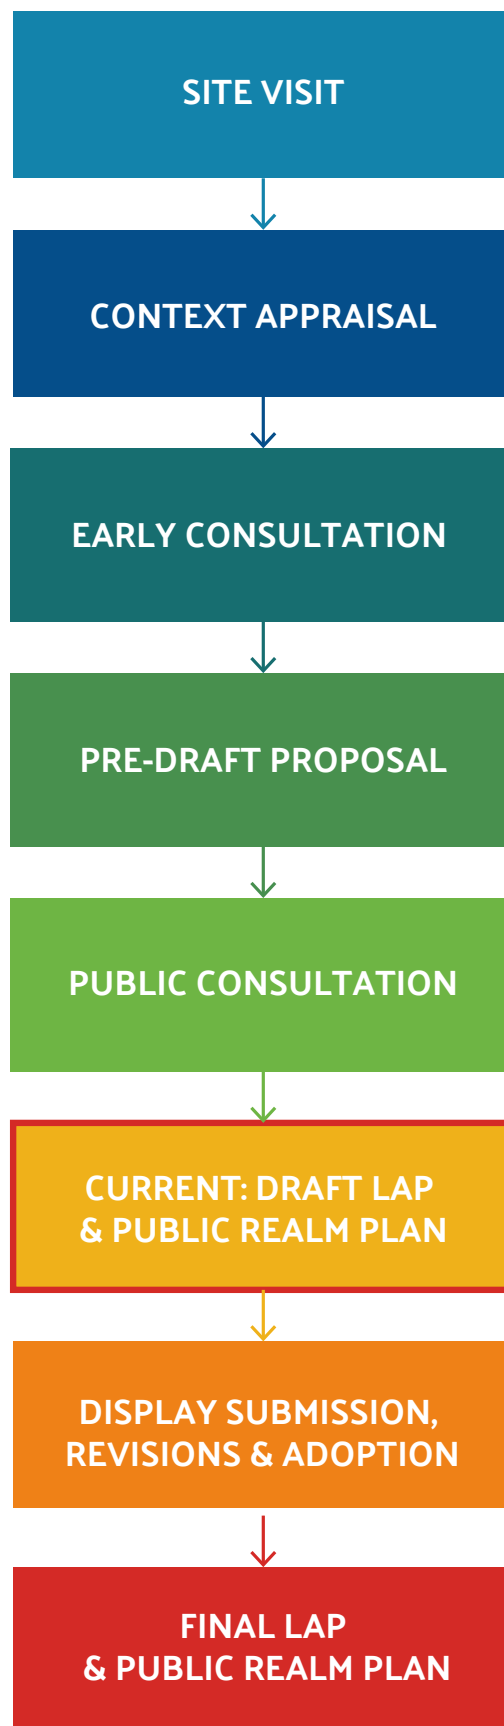 SITE VISIT
CONTEXT APPRAISAL
EARLY CONSULTATION
PRE-DRAFT PROPOSAL
PUBLIC CONSULTATION
CURRENT: DRAFT LAP
& PUBLIC REALM PLAN
DISPLAY SUBMISSION,
REVISIONS & ADOPTION
FINAL LAP
& PUBLIC REALM PLAN